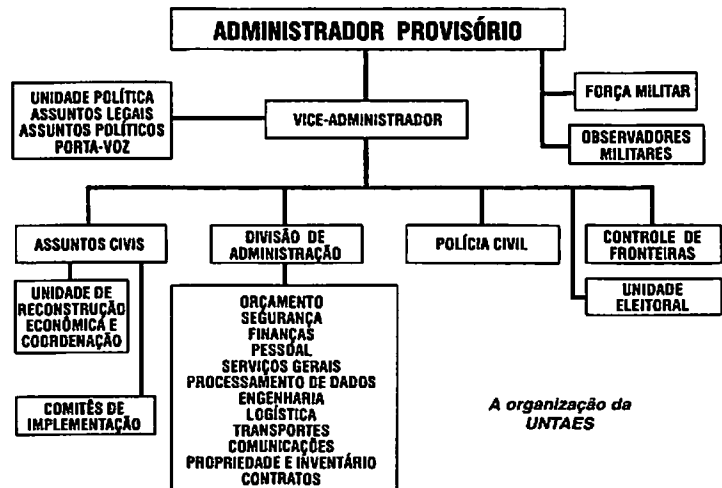 ADMINISTRADOR PROVISÓRIO
UNIDADE POLÍTICA
ASSUNTOS LEGAIS
ASSUNTOS POLÍTICOS
PORTA-VOZ
VICE-ADMINISTRADOR
FORÇA MILITAR
OBSERVADORES
MILITARES
ASSUNTOS CIVIS
DIVISÃO DE
ADMINISTRAÇÃO
POLÍCIA CIVIL
CONTROLE DE
FRONTEIRAS
UNIDADE DE
RECONSTRUÇÃO
ECONÔMICA E
COORDENAÇÃO
UNIDADE
ELEITORAL
COMITÊS DE
IMPLEMENTAÇÃO
ORÇAMENTO
SEGURANÇA
FINANÇAS
PESSOAL
SERVIÇOS GERAIS
PROCESSAMENTO DE DADOS
ENGENHARIA
LOGÍSTICA
TRANSPORTES
COMUNICAÇÕES
PROPRIEDADE E INVENTÁRIO
CONTRATOS
A organização da
UNTAES